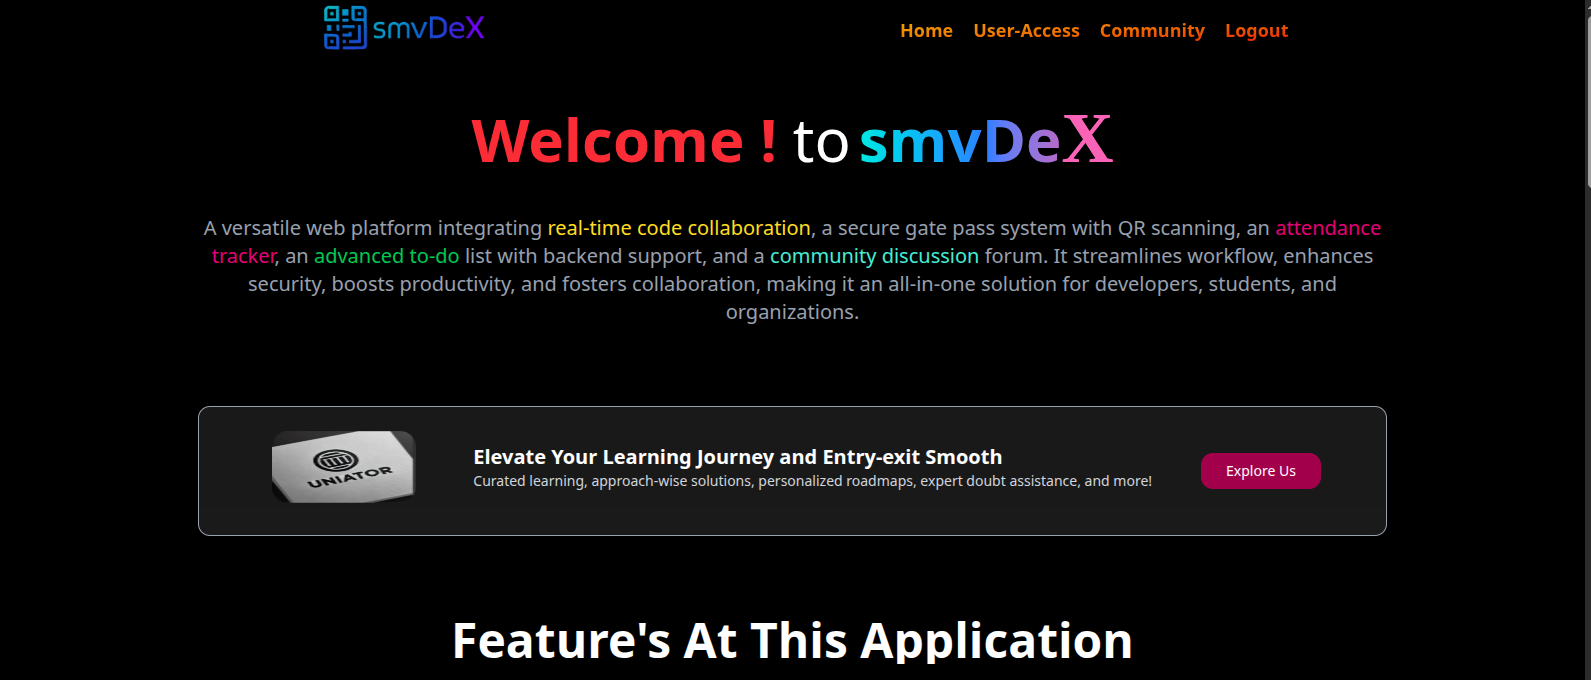 smvDeX
Home User-Access Community Logout
Welcome ! to smvDeX
A versatile web platform integrating real-time code collaboration, a secure gate pass system with QR scanning, an attendance
tracker, an advanced to-do list with backend support, and a community discussion forum. It streamlines workflow, enhances
security, boosts productivity, and fosters collaboration, making it an all-in-one solution for developers, students, and
organizations.
UNIATOR
Elevate Your Learning Journey and Entry-exit Smooth
Curated learning, approach-wise solutions, personalized roadmaps, expert doubt assistance, and more!
Explore Us
Feature's At This Application